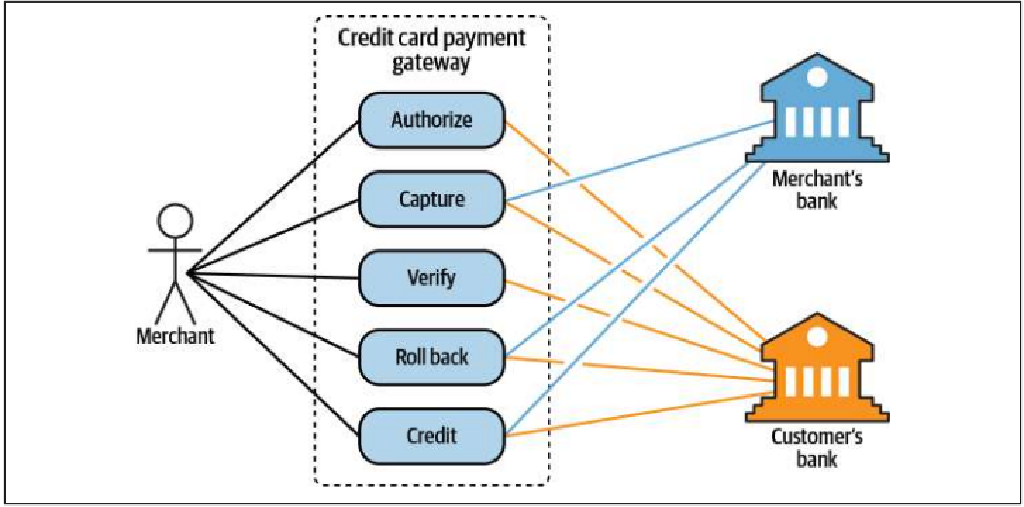 Credit card payment
gateway
Authorize
Capture
Verify
Roll back
Credit
Merchant
Merchant's
bank
Customer's
bank